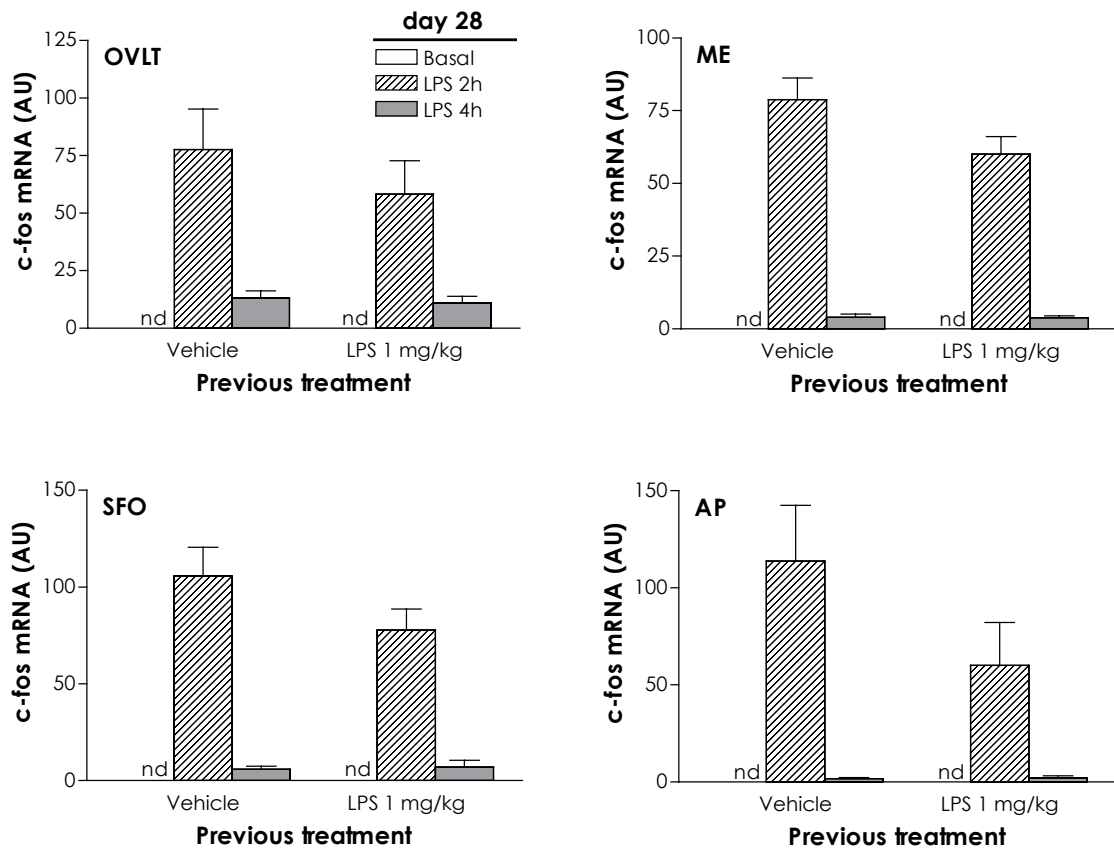 day 28
Basal
LPS 2h
LPS 4h
OVLT
c-fos mRNA (AU)
125
100
75
50
25
0
nd
nd
Vehicle
LPS 1 mg/kg
Previous treatment
ME
c-fos mRNA (AU)
100
75
50
25
0
nd
nd
Vehicle
LPS 1 mg/kg
Previous treatment
SFO
c-fos mRNA (AU)
150
100
50
0
nd
nd
Vehicle
LPS 1 mg/kg
Previous treatment
AP
c-fos mRNA (AU)
150
100
50
0
nd
nd
Vehicle
LPS 1 mg/kg
Previous treatment